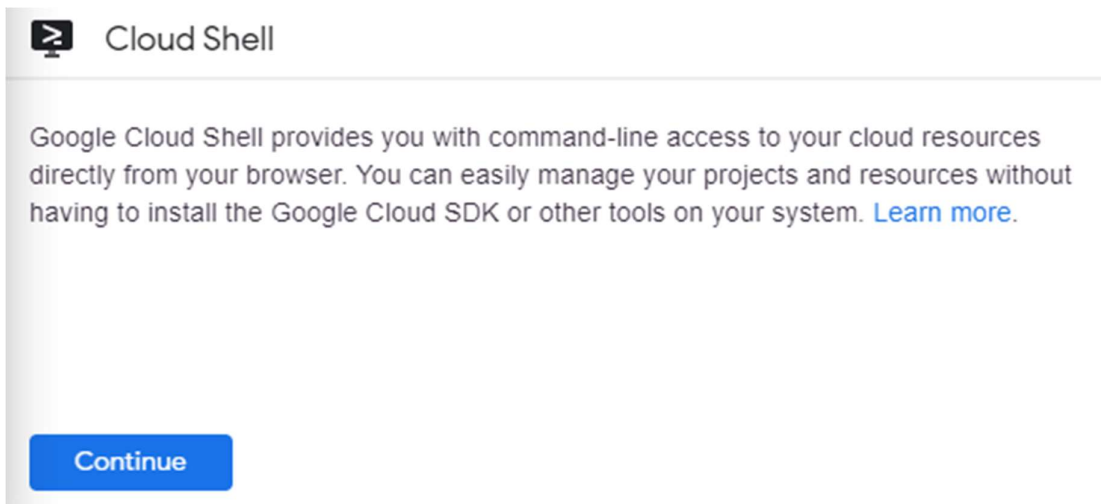 Cloud Shell
Google Cloud Shell provides you with command-line access to your cloud resources
directly from your browser. You can easily manage your projects and resources without
having to install the Google Cloud SDK or other tools on your system. Learn more.
Continue